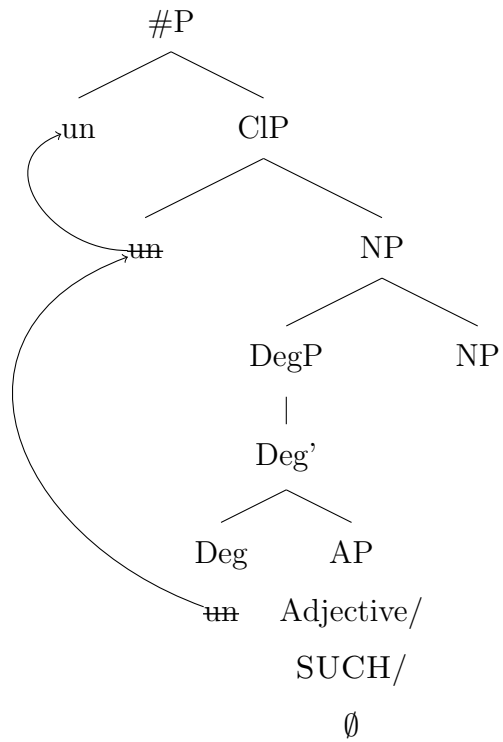 #P
un ClP
un NP
DegP NP
Deg’
Deg AP
un Adjective/
SUCH/
∅